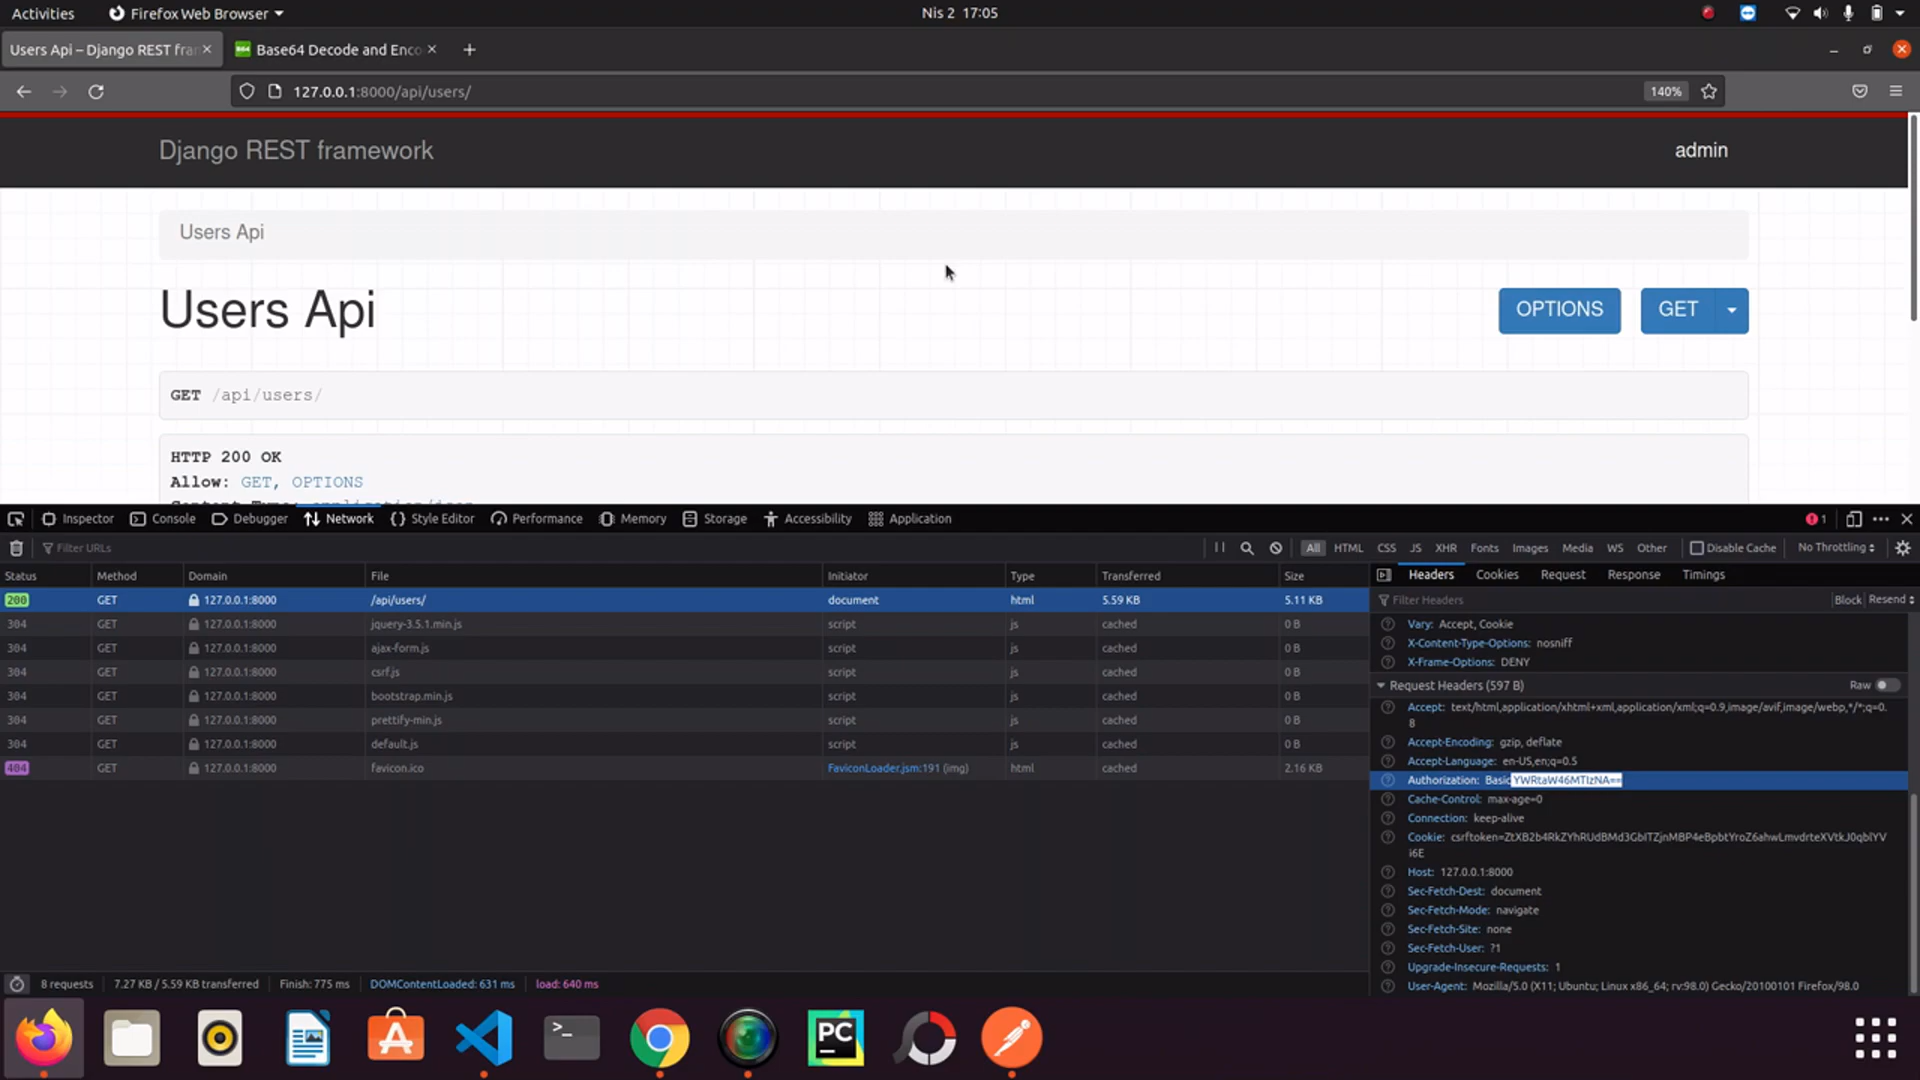 Activities
Firefox Web Browser
Nis 2 17:05
Users Api – Django REST fra
Base64 Decode and Enco
127.0.0.1:8000/api/users/
140%
Django REST framework
admin
Users Api
Users Api
OPTIONS
GET
GET /api/users/
HTTP 200 OK
Allow: GET, OPTIONS
Inspector Console Debugger Network Style Editor Performance Memory Storage Accessibility Application
1
Filter URLs
All HTML CSS JS XHR Fonts Images Media WS Other Disable Cache No Throttling
Status Method Domain File Initiator Type Transferred Size
200 GET 127.0.0.1:8000 /api/users/ document html 5.59 KB 5.11 KB
304 GET 127.0.0.1:8000 jquery-3.5.1.min.js script js cached 0 B
304 GET 127.0.0.1:8000 ajax-form.js script js cached 0 B
304 GET 127.0.0.1:8000 csrf.js script js cached 0 B
304 GET 127.0.0.1:8000 bootstrap.min.js script js cached 0 B
304 GET 127.0.0.1:8000 prettify-min.js script js cached 0 B
304 GET 127.0.0.1:8000 default.js script js cached 0 B
404 GET 127.0.0.1:8000 favicon.ico FaviconLoader.jsm:191 (img) html cached 2.16 KB
Headers Cookies Request Response Timings
Filter Headers
Block Resend
Vary: Accept, Cookie
X-Content-Type-Options: nosniff
X-Frame-Options: DENY
Request Headers (597 B)
Raw
Accept: text/html,application/xhtml+xml,application/xml;q=0.9,image/avif,image/webp,*/*;q=0.
8
Accept-Encoding: gzip, deflate
Accept-Language: en-US,en;q=0.5
Authorization: Basic YWRtaW46MTIzNA==
Cache-Control: max-age=0
Connection: keep-alive
Cookie:
i6E
Host: 127.0.0.1:8000
Sec-Fetch-Dest: document
Sec-Fetch-Mode: navigate
Sec-Fetch-Site: none
Sec-Fetch-User: ?1
Upgrade-Insecure-Requests: 1
User-Agent: Mozilla/5.0 (X11; Ubuntu; Linux x86_64; rv:98.0) Gecko/20100101 Firefox/98.0
8 requests 7.27 KB / 5.59 KB transferred Finish: 775 ms DOMContentLoaded: 631 ms load: 640 ms
PC